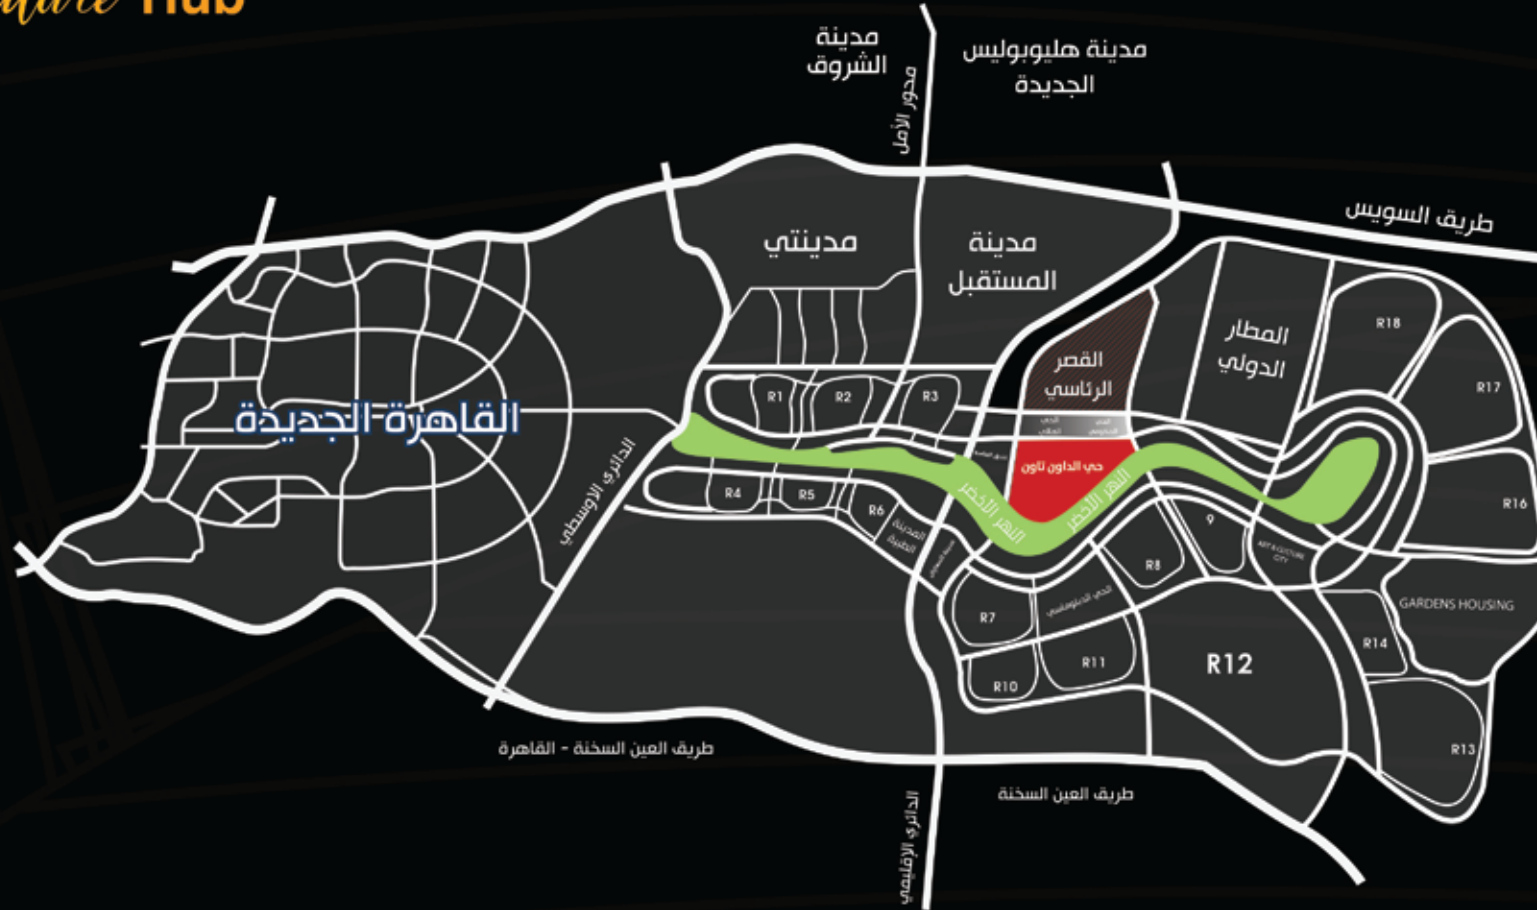 Hub
مدينة
الشروق
محور الأمل
مدينة هليوبوليس
الجديدة
طريق السويس
مدينتي
مدينة
المستقبل
المطار
الدولي
القصر
الرئاسي
R18
R17
R16
R1
R2
R3
القاهرة الجديدة
الدائري الاوسطي
حي الداون تاون
النهر الأخضر
النهر الأخضر
R4
R5
R6
المدينة
الطبية
9
ART & CULTURE
CITY
R8
R7
الحي الدبلوماسي
GARDENS HOUSING
R14
R12
R11
R10
R13
طريق العين السخنة - القاهرة
طريق العين السخنة
الدائري الإقليمي